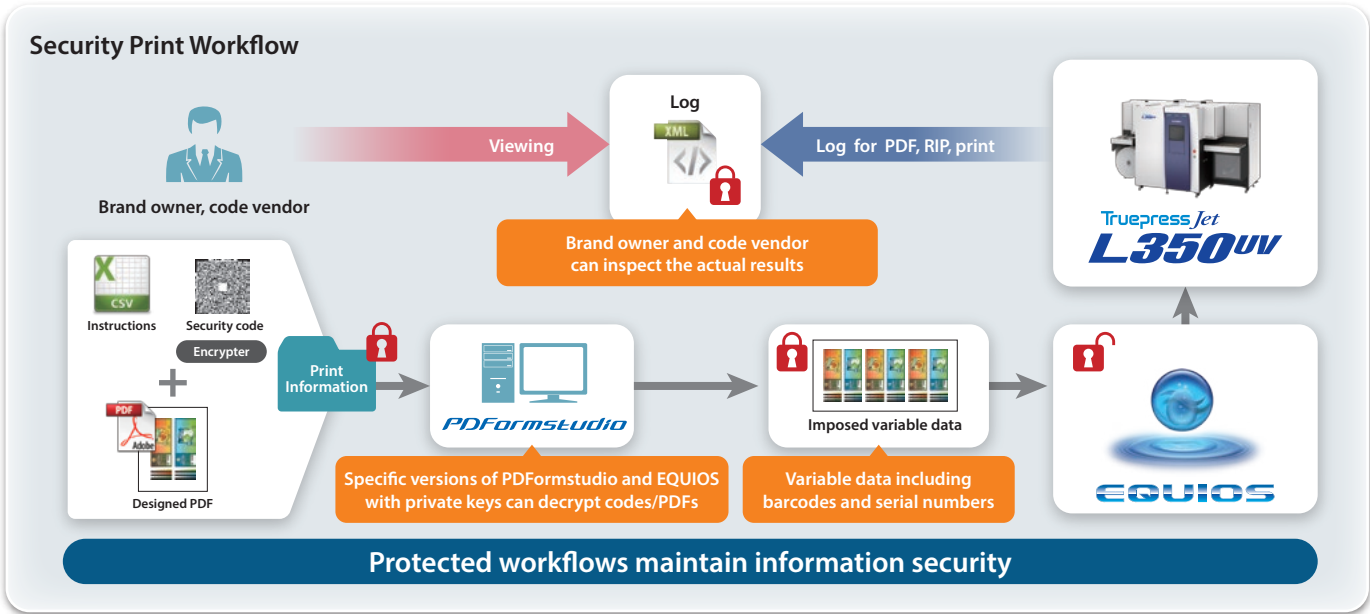 Security Print Workflow
Log
XML
Viewing
Log for PDF, RIP, print
Brand owner, code vendor
Truepress Jet
L350UV
Brand owner and code vendor
can inspect the actual results
CSV
Instructions
Security code
Encrypter
Print
Information
PDF
Adobe
Designed PDF
PDFormstudio
Imposed variable data
EQUIOS
Specific versions of PDFormstudio and EQUIOS
with private keys can decrypt codes/PDFs
Variable data including
barcodes and serial numbers
Protected workflows maintain information security